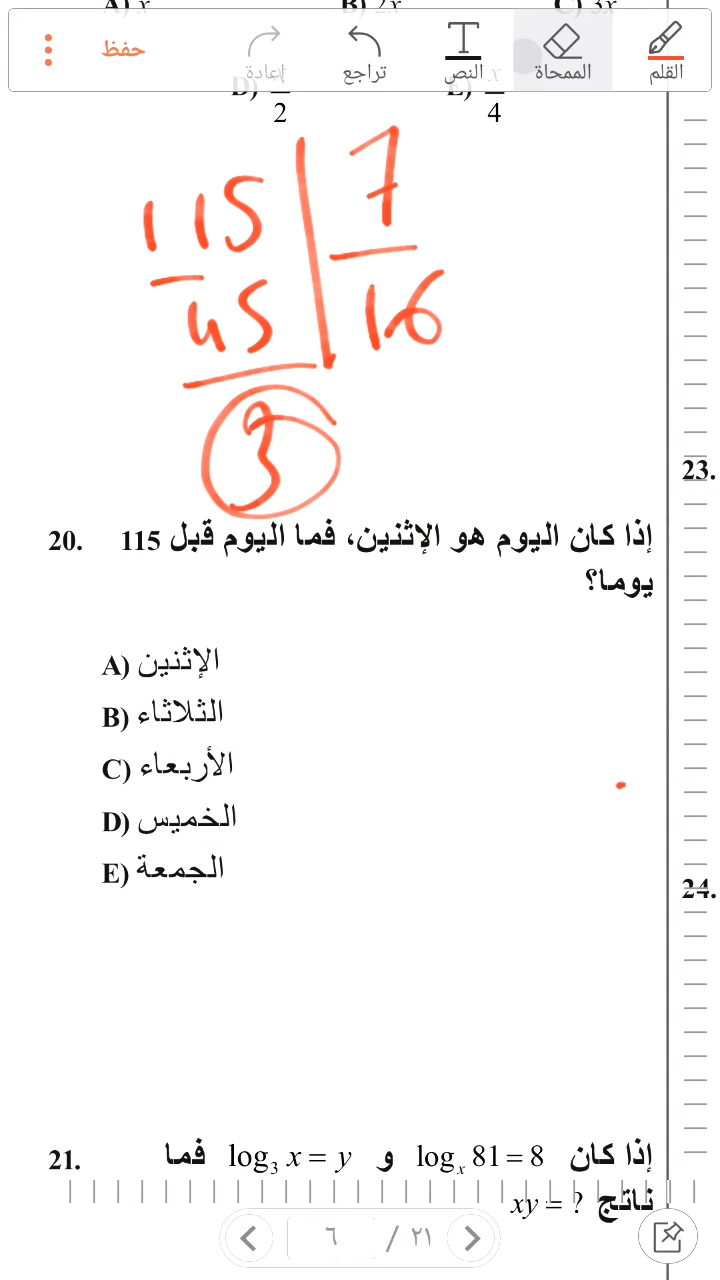 A) x B) 2x C) 3x
حفظ إعادة تراجع النص الممحاة القلم
D) E) x
2 4
115 7
45 16
3
23.
20. إذا كان اليوم هو الإثنين، فما اليوم قبل 115
يوما؟
A) الإثنين
B) الثلاثاء
C) الأربعاء
D) الخميس
E) الجمعة
24.
21. إذا كان log_x 81 = 8 و log_3 x = y فما
ناتج xy = ?
٦ / ٢١